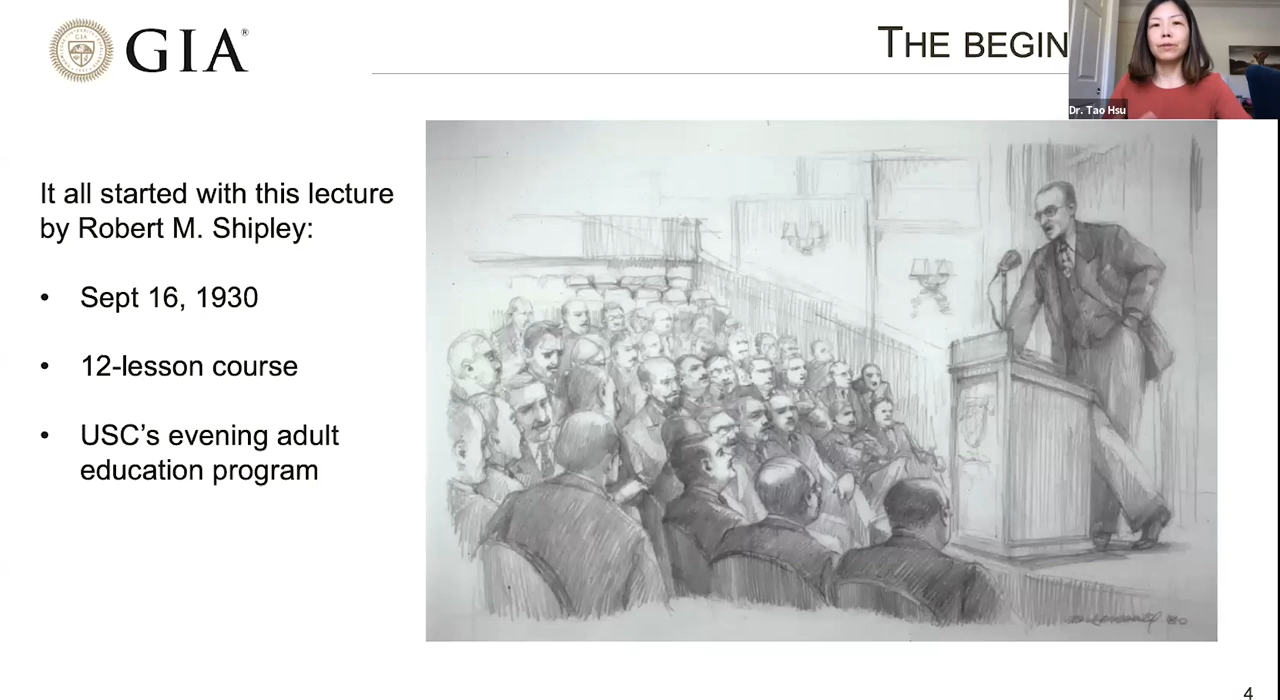 GIA®
THE BEGIN
Dr. Tao Hsu
It all started with this lecture
by Robert M. Shipley:
• Sept 16, 1930
• 12-lesson course
• USC’s evening adult
education program
4